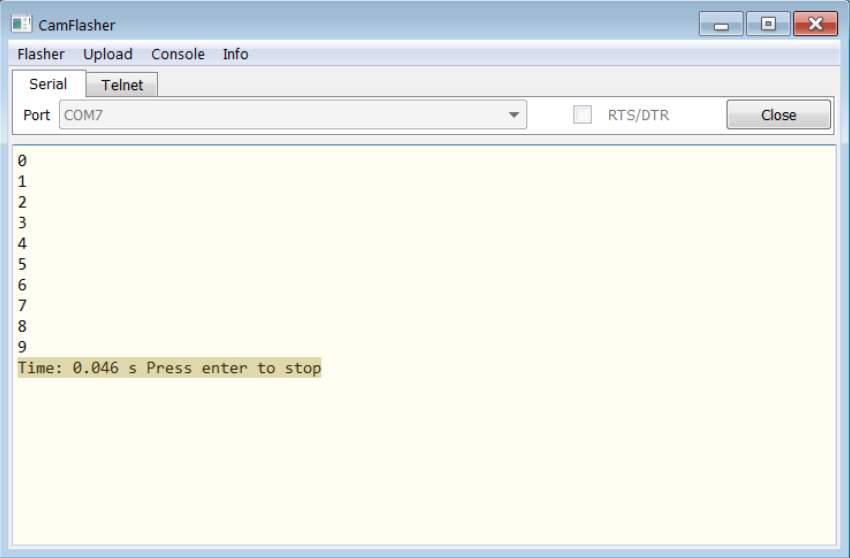 CamFlasher
Flasher Upload Console Info
Serial Telnet
Port COM7 RTS/DTR Close
0
1
2
3
4
5
6
7
8
9
Time: 0.046 s Press enter to stop